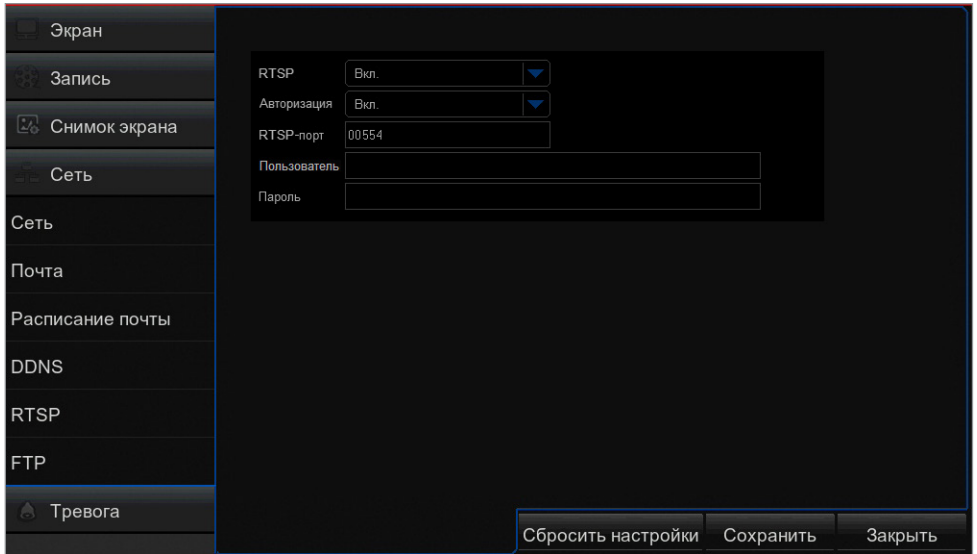 Экран
Запись
Снимок экрана
Сеть
Сеть
Почта
Расписание почты
DDNS
RTSP
FTP
Тревога
RTSP Вкл.
Авторизация Вкл.
RTSP-порт 00554
Пользователь
Пароль
Сбросить настройки Сохранить Закрыть